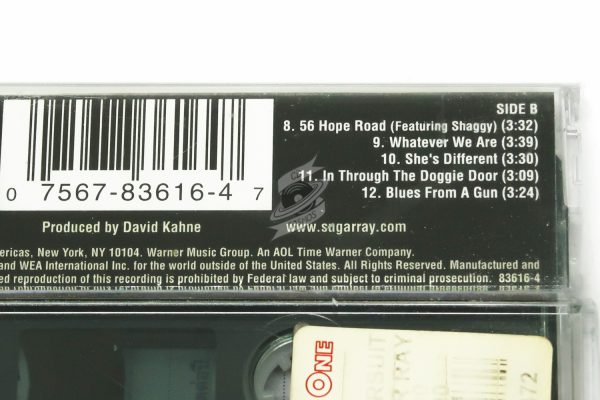 SIDE B
8. 56 Hope Road (Featuring Shaggy) (3:32)
9. Whatever We Are (3:39)
10. She's Different (3:30)
11. In Through The Doggie Door (3:09)
12. Blues From A Gun (3:24)
0 7567-83616-4 7
Produced by David Kahne
www.sugarray.com
mericas, New York, NY 10104. Warner Music Group. An AOL Time Warner Company.
and WEA International Inc. for the world outside of the United States. All Rights Reserved. Manufactured and
ed reproduction of this recording is prohibited by Federal law and subject to criminal prosecution. 83616-4
ONE
RSUIT
RAY
72